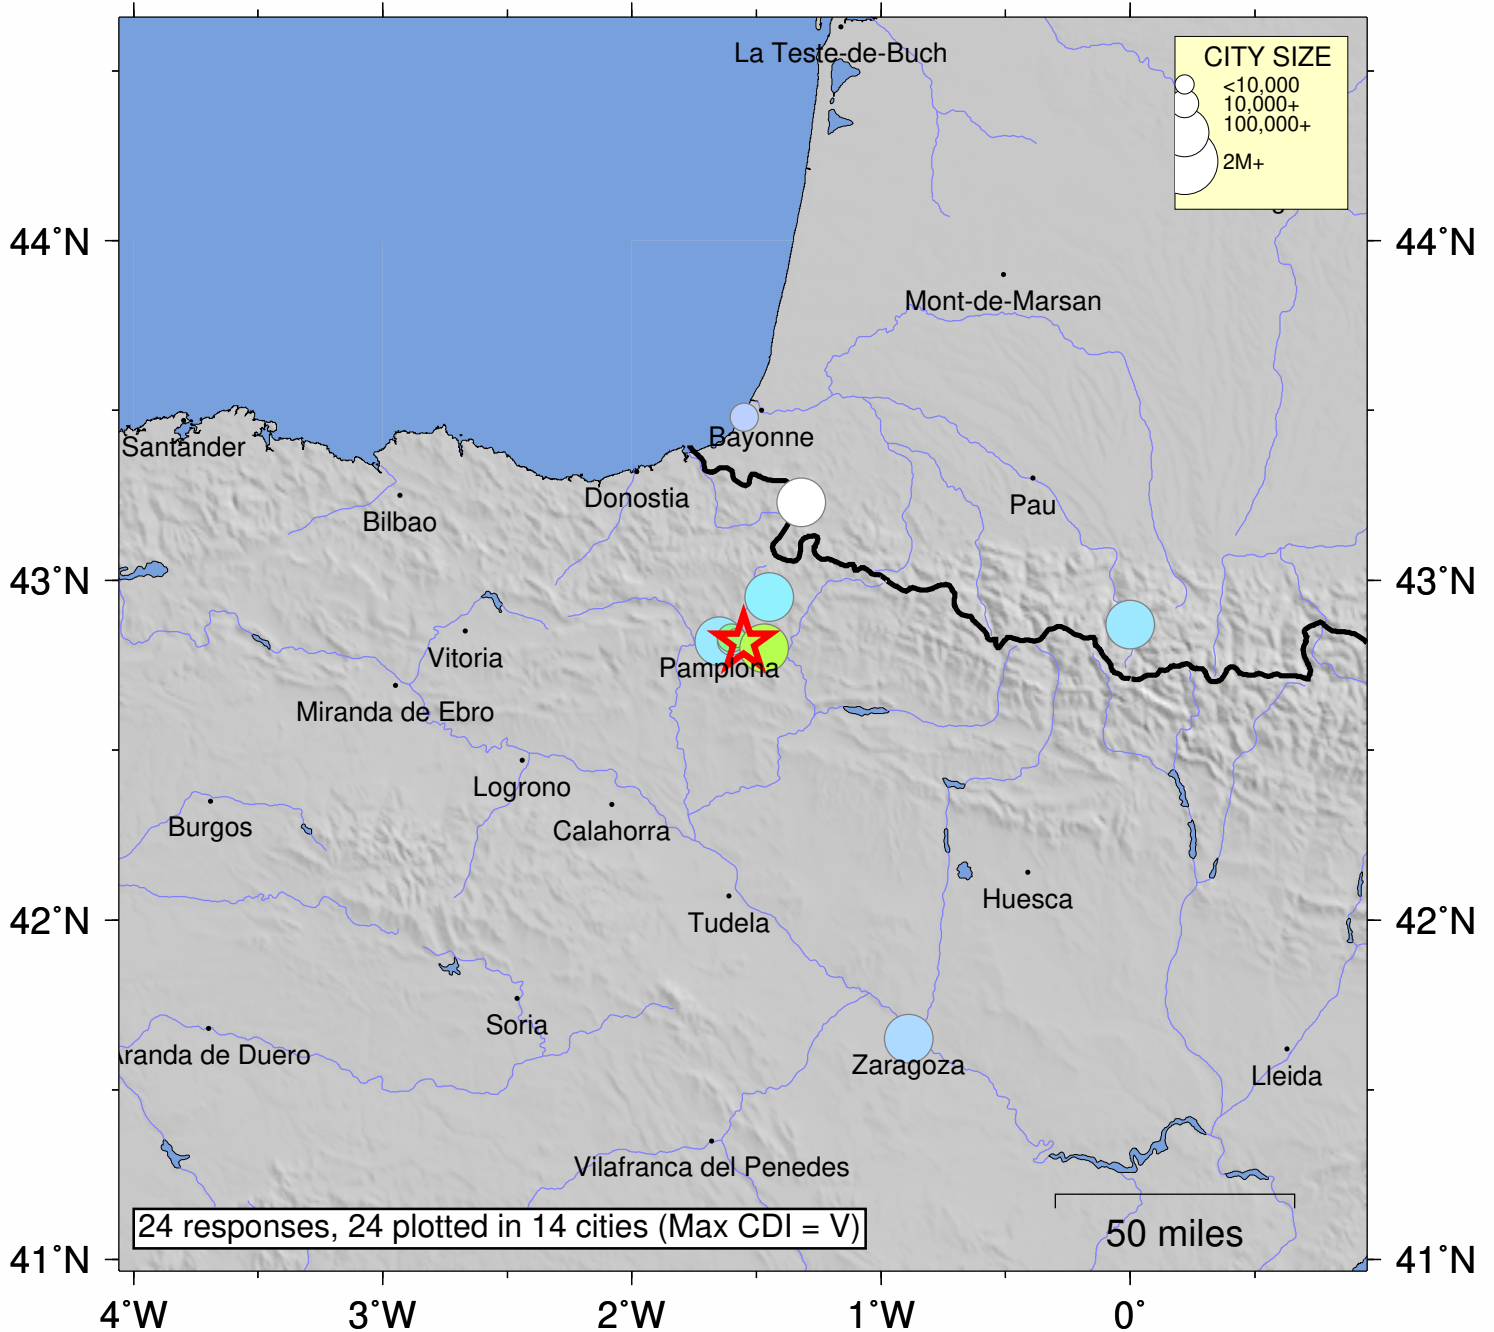 La Teste-de-Buch
CITY SIZE
<10,000
10,000+
100,000+
2M+
44°N
44°N
Mont-de-Marsan
Santander
Bayonne
Donostia
Pau
Bilbao
43°N
43°N
Vitoria
Pamplona
Miranda de Ebro
Logrono
Burgos
Calahorra
Huesca
42°N
42°N
Tudela
Soria
Aranda de Duero
Zaragoza
Lleida
Vilafranca del Penedes
24 responses, 24 plotted in 14 cities (Max CDI = V)
50 miles
41°N
41°N
4°W
3°W
2°W
1°W
0°